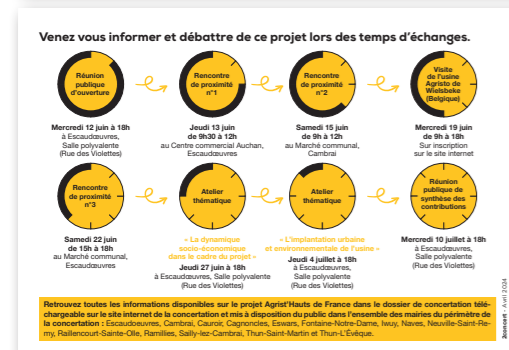 Venez vous informer et débattre de ce projet lors des temps d'échanges.
Réunion
publique
d'ouverture
Mercredi 12 juin à 18h
à Escaudœuvres,
Salle polyvalente
(Rue des Violettes)
Rencontre
de proximité
n°1
Jeudi 13 juin
de 9h30 à 12h
au Centre commercial Auchan,
Escaudœuvres
Rencontre
de proximité
n°2
Samedi 15 juin
de 9h à 12h
au Marché communal,
Cambrai
Visite
de l'usine
Agristo de
Wielsbeke
(Belgique)
Mercredi 19 juin
de 9h à 18h
Sur inscription
sur le site internet
Rencontre
de proximité
n°3
Samedi 22 juin
de 15h à 18h
au Marché communal,
Escaudœuvres
Atelier
thématique
« La dynamique
socio-économique
dans le cadre du projet »
Jeudi 27 juin à 18h
à Escaudœuvres, Salle polyvalente
(Rue des Violettes)
Atelier
thématique
« L'implantation urbaine
et environnementale de l'usine »
Jeudi 4 juillet à 18h
à Escaudœuvres,
Salle polyvalente
(Rue des Violettes)
Réunion
publique de
synthèse des
contributions
Mercredi 10 juillet à 18h
à Escaudœuvres,
Salle polyvalente
(Rue des Violettes)
Retrouvez toutes les informations disponibles sur le projet Agrist'Hauts de France dans le dossier de concertation télé-
chargeable sur le site internet de la concertation et mis à disposition du public dans l'ensemble des mairies du périmètre de
la concertation : Escaudoeuvres, Cambrai, Cauroir, Cagnoncles, Eswars, Fontaine-Notre-Dame, Iwuy, Naves, Neuville-Saint-Re-
my, Raillencourt-Sainte-Olle, Ramillies, Sailly-lez-Cambrai, Thun-Saint-Martin et Thun-L'Évêque.
2concert - Avril 2024